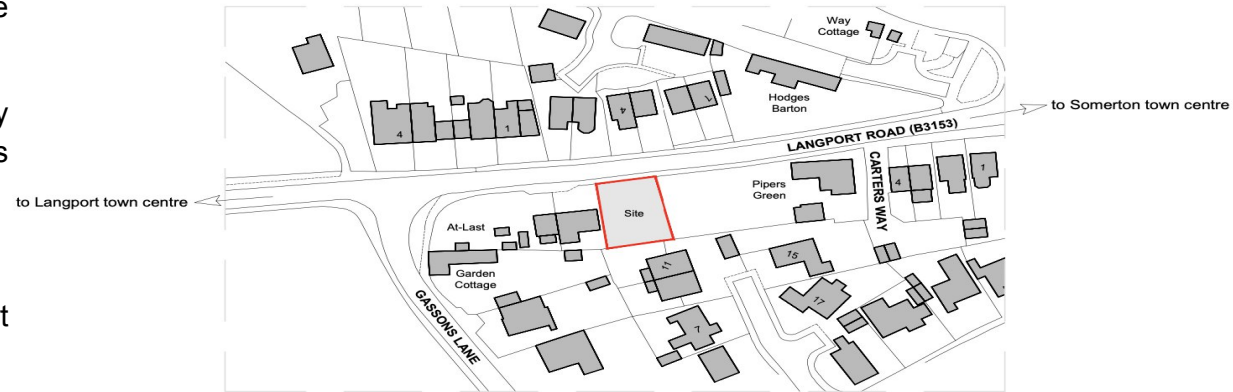 e
y
s
t
Way
Cottage
Hodges
Barton
to Somerton town centre
LANGPORT ROAD (B3153)
4
1
4
1
to Langport town centre
Pipers
Green
CARTERS WAY
4
1
Site
At-Last
Garden
Cottage
11
15
17
7
GASSONS LANE